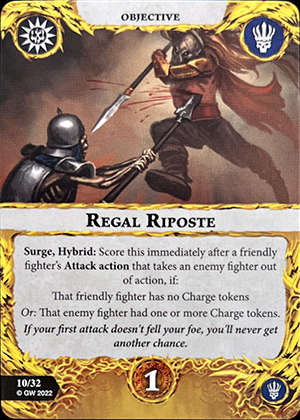 OBJECTIVE
REGAL RIPOSTE
Surge, Hybrid: Score this immediately after a friendly
fighter's Attack action that takes an enemy fighter out
of action, if:
That friendly fighter has no Charge tokens
Or: That enemy fighter had one or more Charge tokens.
If your first attack doesn't fell your foe, you'll never get
another chance.
10/32
© GW 2022
1